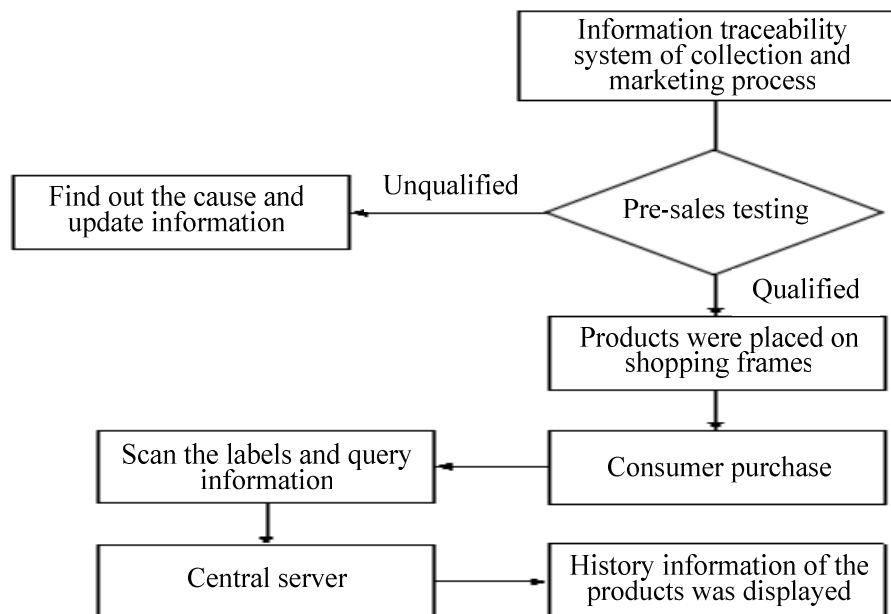 Information traceability
system of collection and
marketing process
Unqualified
Find out the cause and
update information
Pre-sales testing
Qualified
Products were placed on
shopping frames
Scan the labels and query
information
Consumer purchase
Central server
History information of the
products was displayed